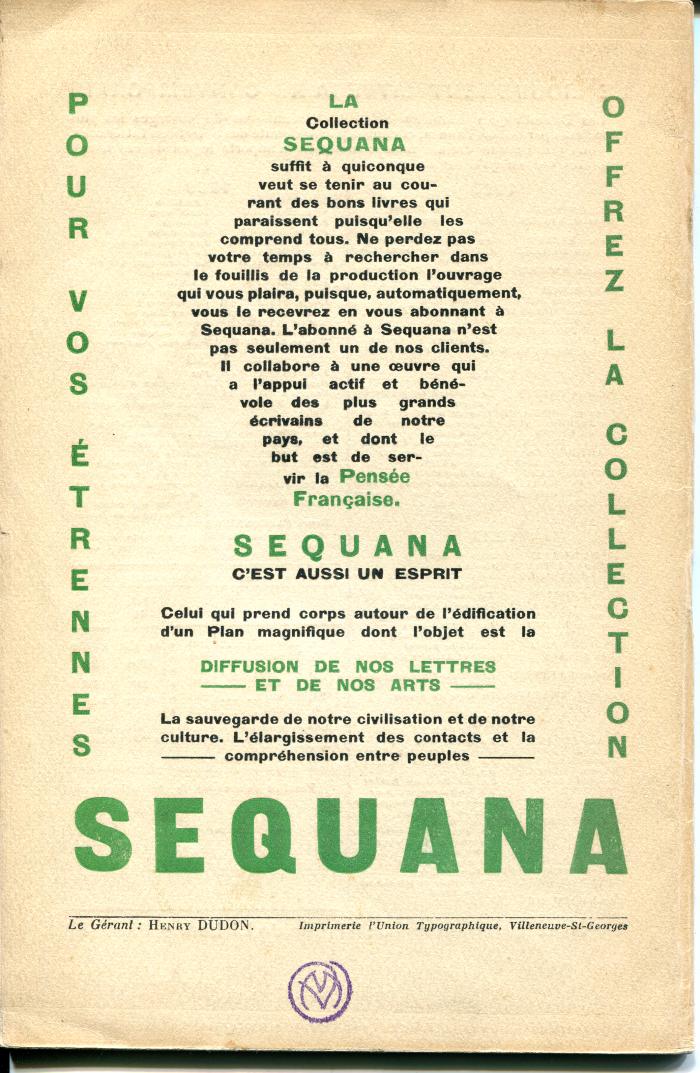 POUR VOS ÉTRENNES
OFFREZ LA COLLECTION
LA
Collection
SEQUANA
suffit à quiconque
veut se tenir au cou-
rant des bons livres qui
paraissent puisqu'elle les
comprend tous. Ne perdez pas
votre temps à rechercher dans
le fouillis de la production l'ouvrage
qui vous plaira, puisque, automatiquement,
vous le recevrez en vous abonnant à
Sequana. L'abonné à Sequana n'est
pas seulement un de nos clients.
Il collabore à une œuvre qui
a l'appui actif et béné-
vole des plus grands
écrivains de notre
pays, et dont le
but est de ser-
vir la Pensée
Française.
SEQUANA
C'EST AUSSI UN ESPRIT
Celui qui prend corps autour de l'édification
d'un Plan magnifique dont l'objet est la
DIFFUSION DE NOS LETTRES
ET DE NOS ARTS
La sauvegarde de notre civilisation et de notre
culture. L'élargissement des contacts et la
compréhension entre peuples
SEQUANA
Le Gérant : HENRY DUDON. Imprimerie l'Union Typographique, Villeneuve-St-Georges